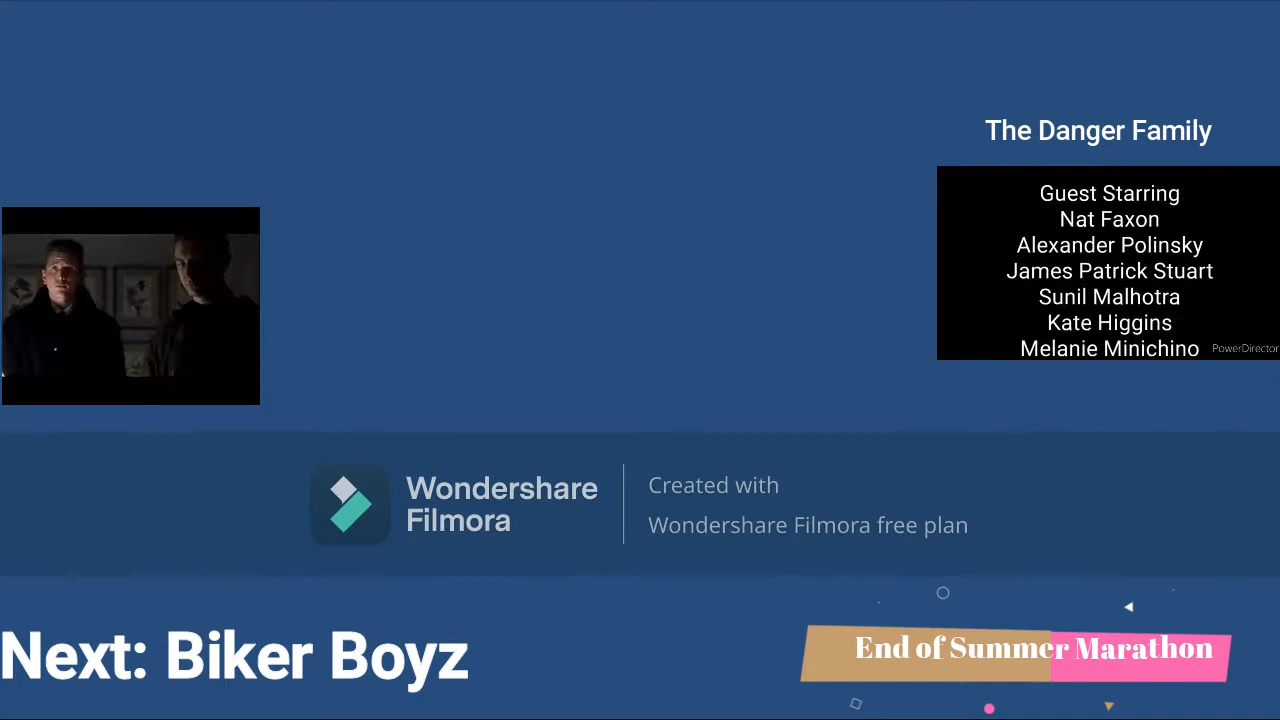 The Danger Family
Guest Starring
Nat Faxon
Alexander Polinsky
James Patrick Stuart
Sunil Malhotra
Kate Higgins
Melanie Minichino
PowerDirector
Wondershare
Filmora
Created with
Wondershare Filmora free plan
Next: Biker Boyz
End of Summer Marathon